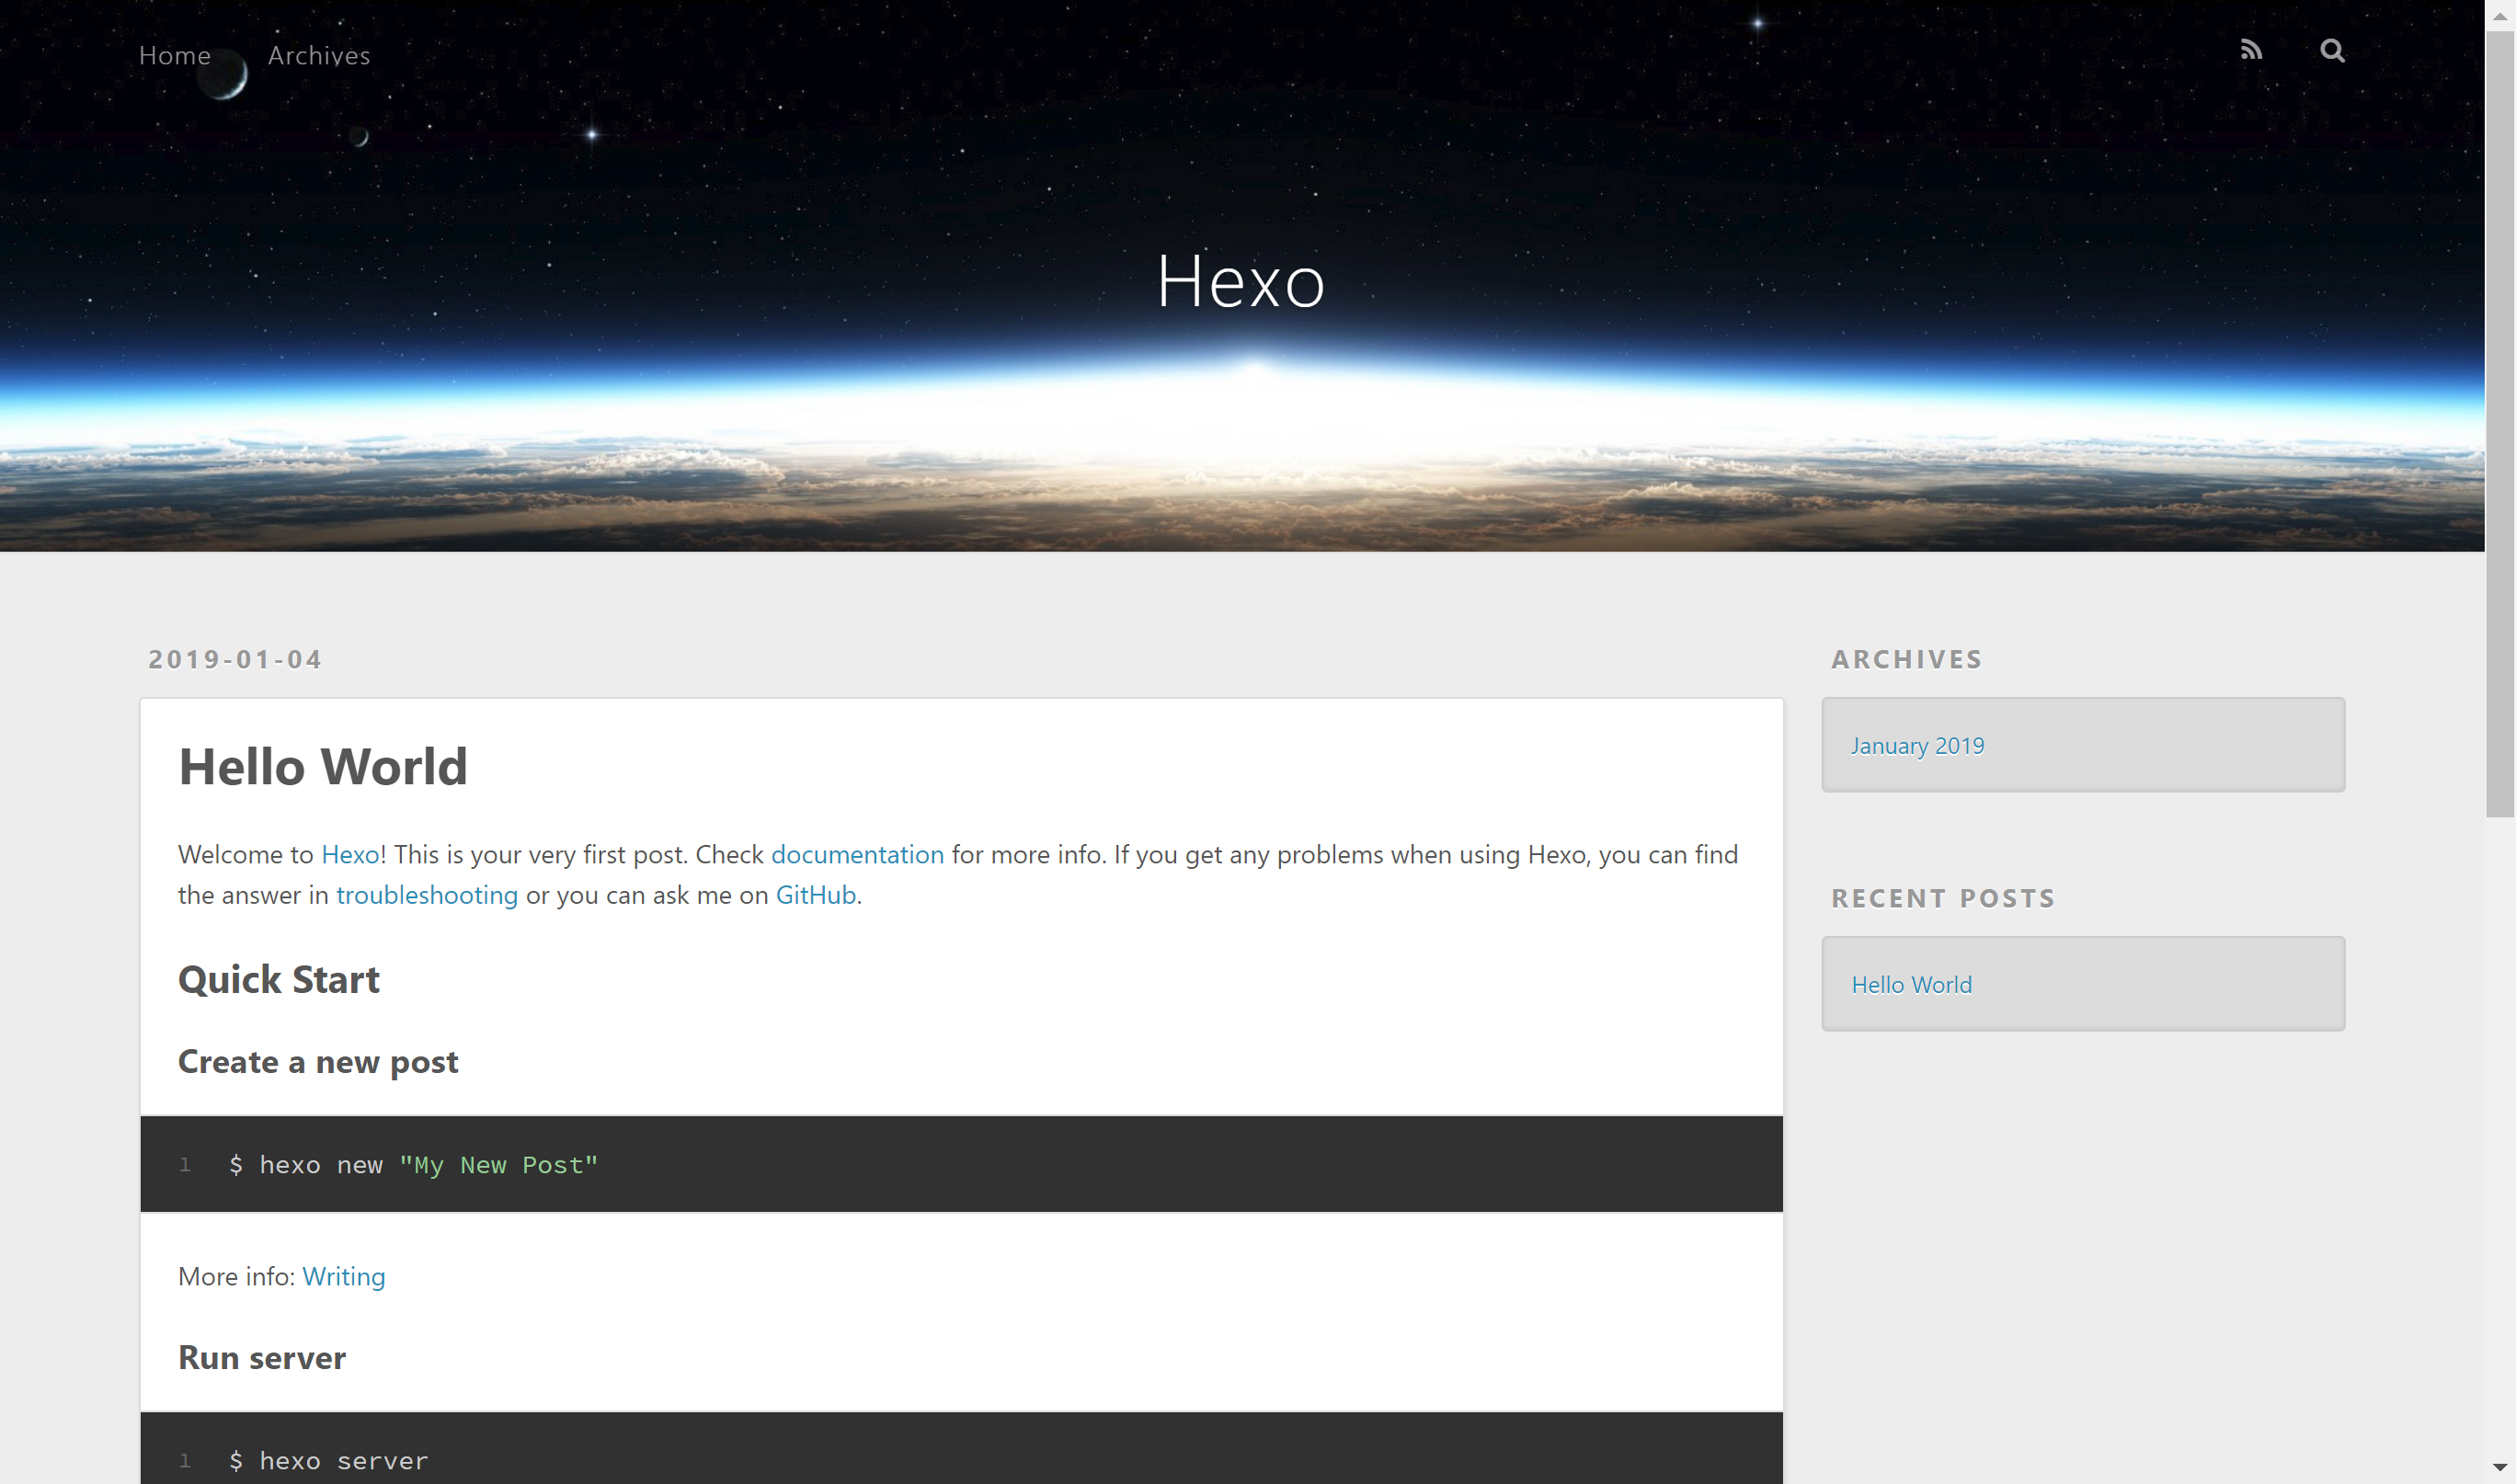 Home Archives
Hexo
2019-01-04
Hello World
Welcome to Hexo! This is your very first post. Check documentation for more info. If you get any problems when using Hexo, you can find
the answer in troubleshooting or you can ask me on GitHub.
Quick Start
Create a new post
1 $ hexo new "My New Post"
More info: Writing
Run server
1 $ hexo server
ARCHIVES
January 2019
RECENT POSTS
Hello World